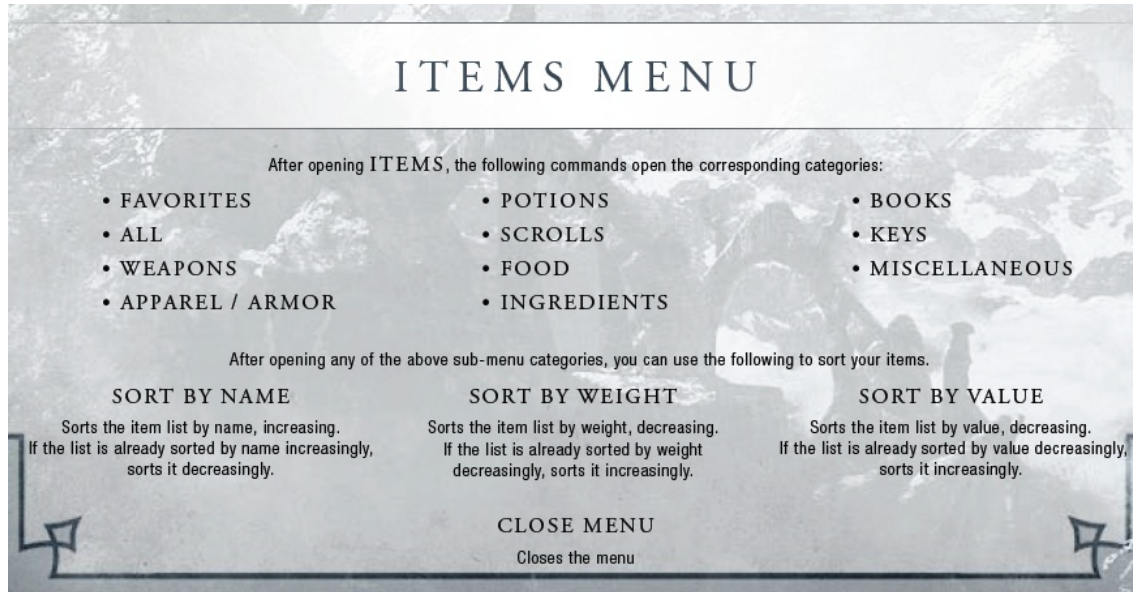 ITEMS MENU
After opening ITEMS, the following commands open the corresponding categories:
• FAVORITES
• ALL
• WEAPONS
• APPAREL / ARMOR
• POTIONS
• SCROLLS
• FOOD
• INGREDIENTS
• BOOKS
• KEYS
• MISCELLANEOUS
After opening any of the above sub-menu categories, you can use the following to sort your items.
SORT BY NAME
Sorts the item list by name, increasing.
If the list is already sorted by name increasingly,
sorts it decreasingly.
SORT BY WEIGHT
Sorts the item list by weight, decreasing.
If the list is already sorted by weight
decreasingly, sorts it increasingly.
SORT BY VALUE
Sorts the item list by value, decreasing.
If the list is already sorted by value decreasingly,
sorts it increasingly.
CLOSE MENU
Closes the menu